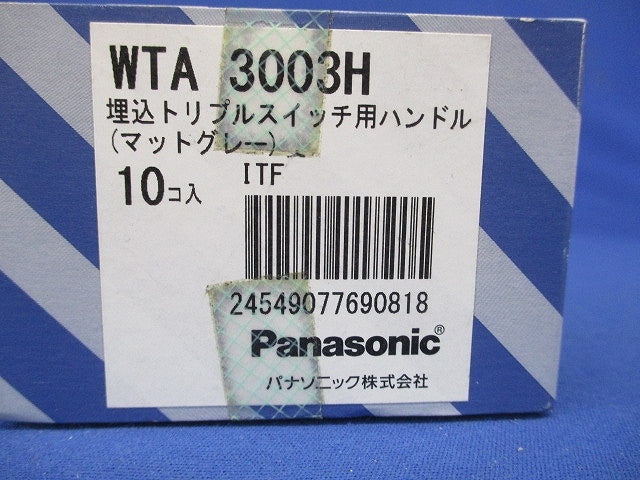 WTA 3003H
埋込トリプルスイッチ用ハンドル
(マットグレー)
10コ入
ITF
24549077690818
Panasonic®
パナソニック株式会社